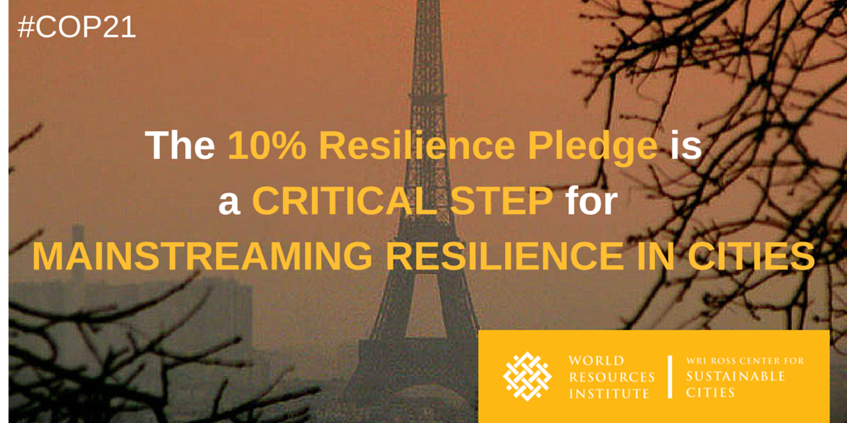 #COP21
The 10% Resilience Pledge is
a CRITICAL STEP for
MAINSTREAMING RESILIENCE IN CITIES
WORLD
RESOURCES
INSTITUTE
WRI ROSS CENTER FOR
SUSTAINABLE
CITIES